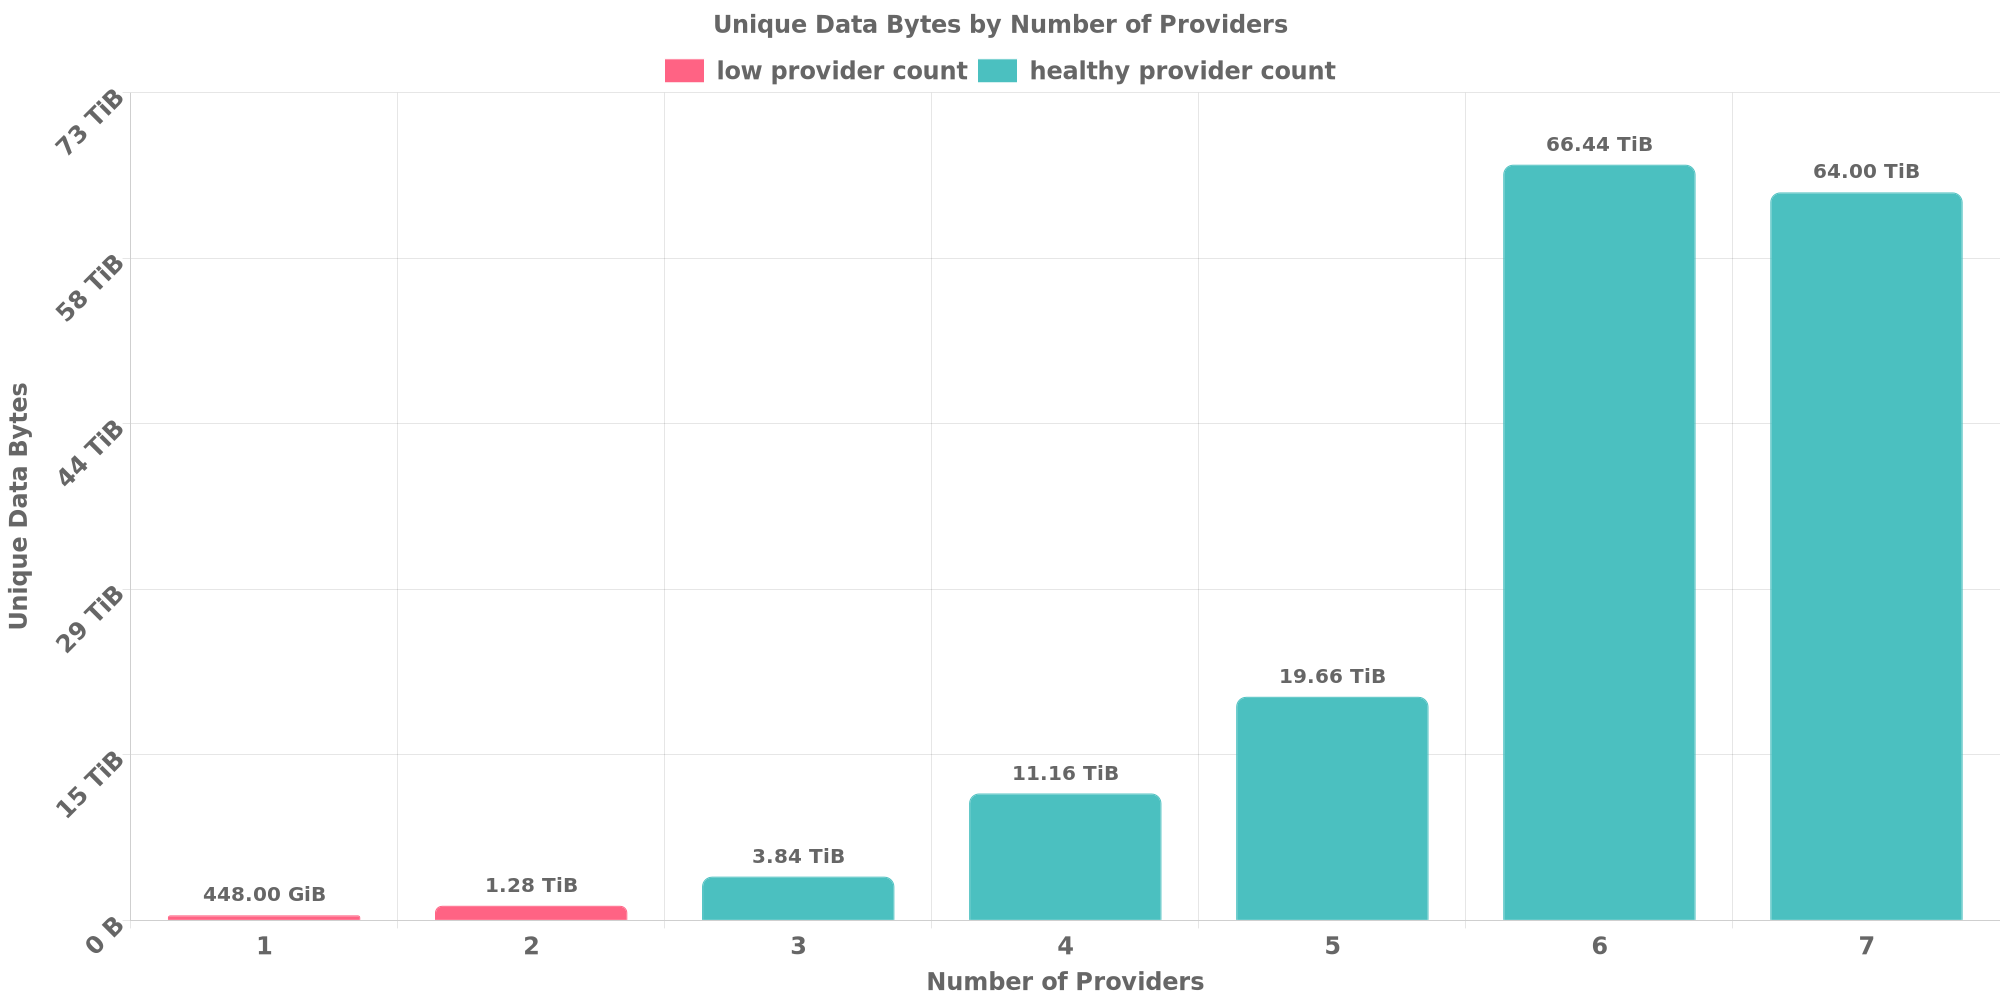 Unique Data Bytes by Number of Providers
low provider count healthy provider count
73 TiB
58 TiB
44 TiB
29 TiB
15 TiB
0 B
Unique Data Bytes
448.00 GiB
1.28 TiB
3.84 TiB
11.16 TiB
19.66 TiB
66.44 TiB
64.00 TiB
1 2 3 4 5 6 7
Number of Providers